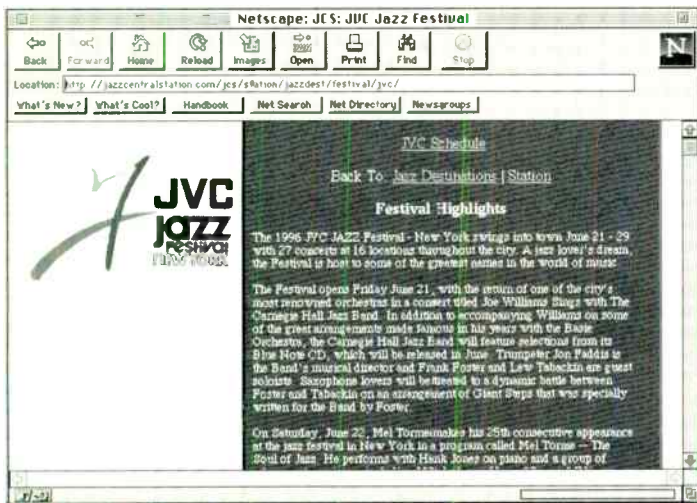 Netscape: JCS: JVC Jazz Festival
Back Forward Home Reload Images Open Print Find Stop N
Location: http://jazzcentralstation.com/jcs/station/jazzdest/festival/jvc/
What's New? What's Cool? Handbook Net Search Net Directory Newsgroups
JVC
JAZZ
FESTIVAL
NEW YORK
JVC Schedule
Back To: Jazz Destinations | Station
Festival Highlights
The 1996 JVC JAZZ Festival - New York swings into town June 21 - 29
with 27 concerts at 16 locations throughout the city. A jazz lover's dream,
the Festival is host to some of the greatest names in the world of music.
The Festival opens Friday June 21, with the return of one of the city's
most renowned orchestras in a concert titled Joe Williams Sings with The
Carnegie Hall Jazz Band. In addition to accompanying Williams on some
of the great arrangements made famous in his years with the Basie
Orchestra, the Carnegie Hall Jazz Band will feature selections from its
Blue Note CD, which will be released in June. Trumpeter Jon Faddis is
the Band's musical director and Frank Foster and Lew Tabackin are guest
soloists. Saxophone lovers will be treated to a dynamic battle between
Foster and Tabackin on an arrangement of Giant Steps that was specially
written for the Band by Foster.
On Saturday, June 22, Mel Torme makes his 25th consecutive appearance
at the jazz festival in New York in a program called Mel Torme -- The
Soul of Jazz. He performs with Hank Jones on piano and a group of